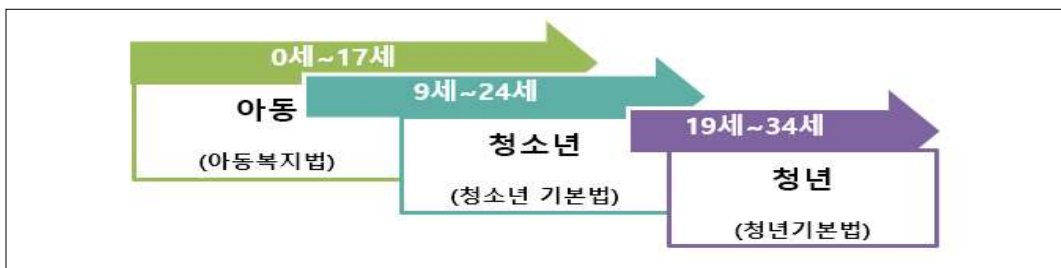 0세~17세
아동
(아동복지법)
9세~24세
청소년
(청소년 기본법)
19세~34세
청년
(청년기본법)